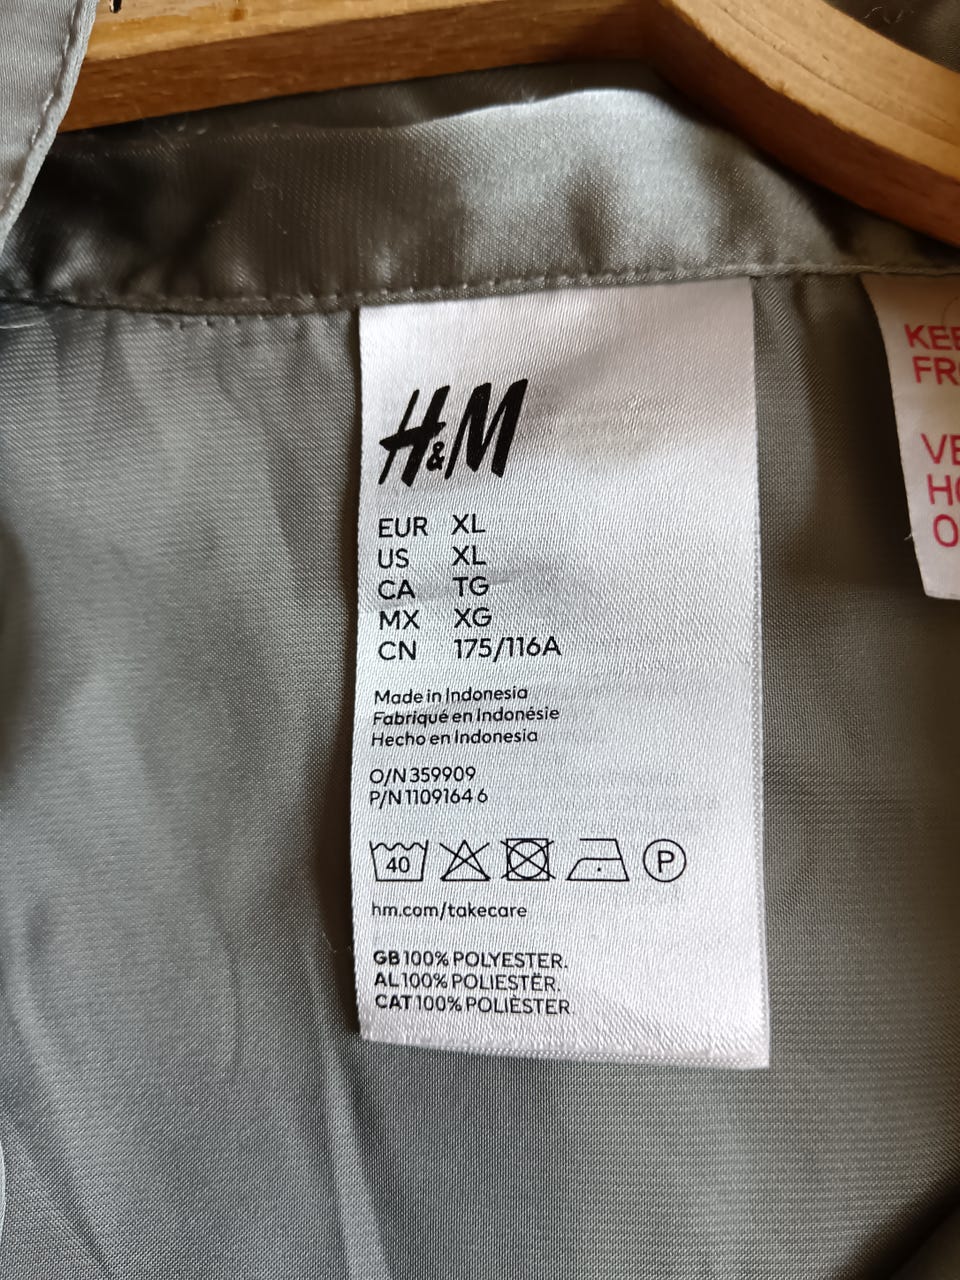 H&M
EUR XL
US XL
CA TG
MX XG
CN 175/116A
Made in Indonesia
Fabriqué en Indonésie
Hecho en Indonesia
O/N 359909
P/N 1109164 6
40
P
hm.com/takecare
GB 100% POLYESTER.
AL 100% POLIESTËR.
CAT 100% POLIÈSTER.